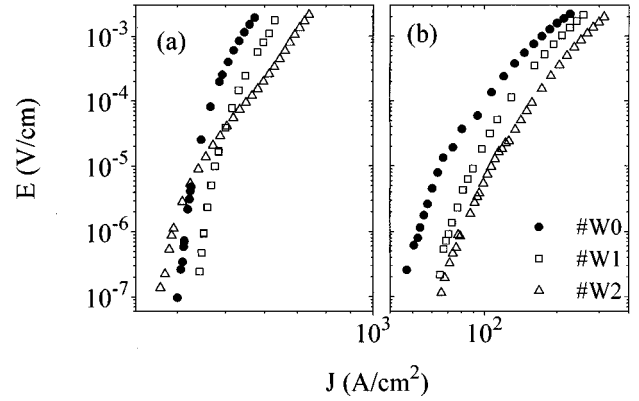 (a)
(b)
E (V/cm)
10⁻³
10⁻⁴
10⁻⁵
10⁻⁶
10⁻⁷
#W0
#W1
#W2
10³
10²
J (A/cm²)